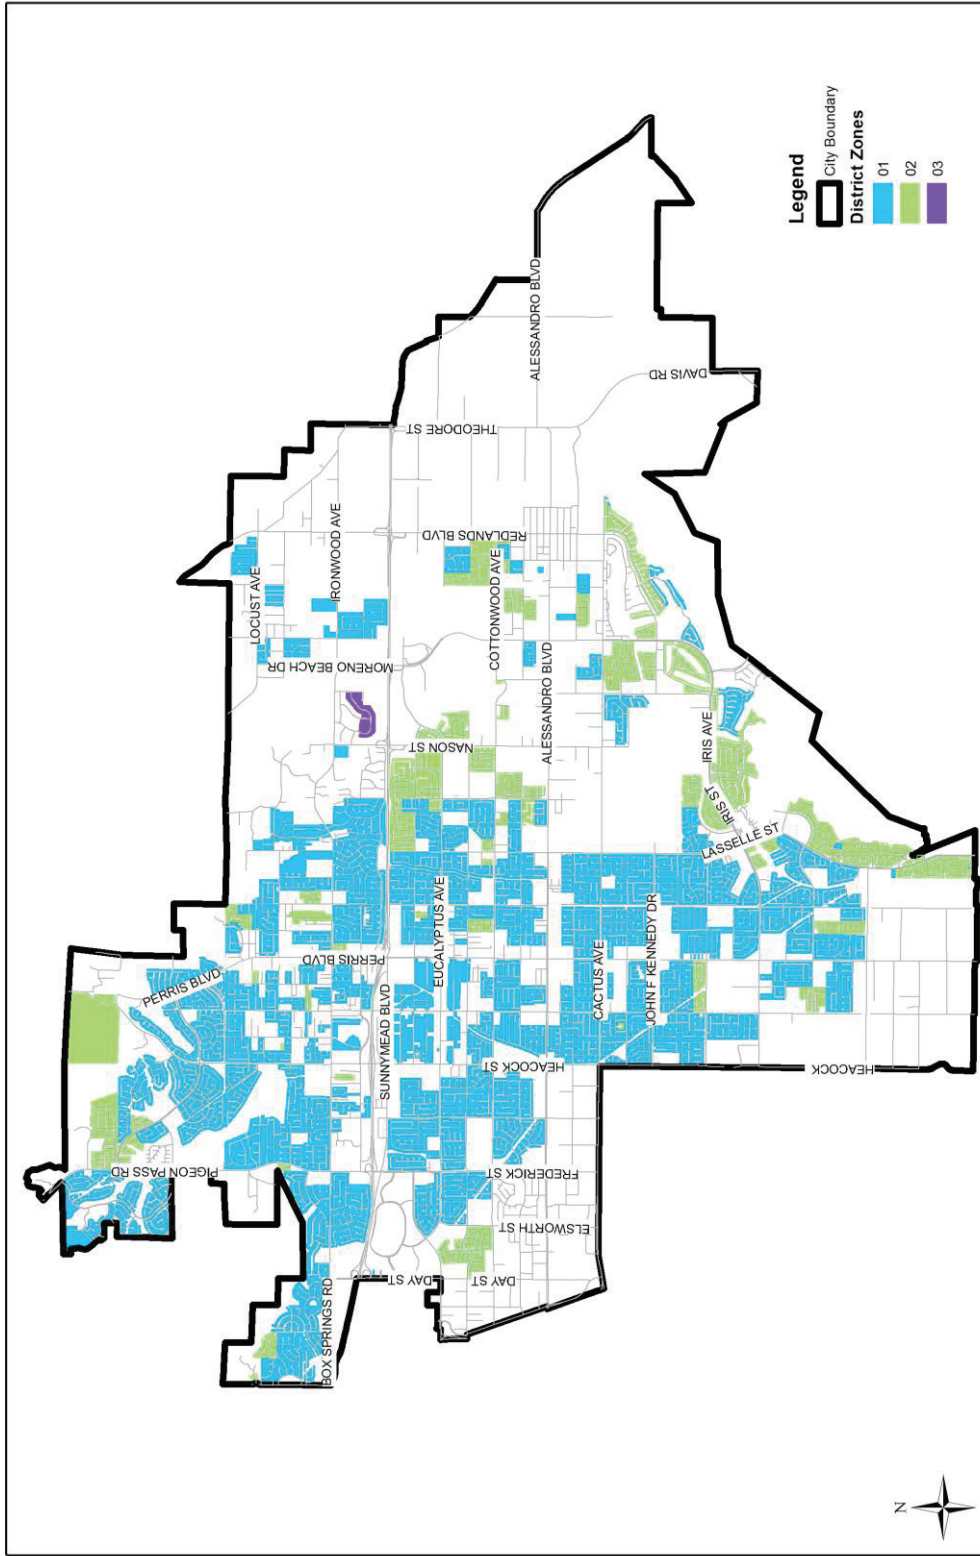 Legend
City Boundary
District Zones
01
02
03
ALESSANDRO BLVD
DAVIS RD
THEODORE ST
REDLANDS BLVD
IRONWOOD AVE
LOCUST AVE
COTTONWOOD AVE
MORENO BEACH DR
ALESSANDRO BLVD
NASON ST
IRIS AVE
IRIS ST
LASSELLE ST
EUCALYPTUS AVE
PERRIS BLVD
PERRIS BLVD
CACTUS AVE
JOHN F KENNEDY DR
SUNNYMEAD BLVD
HEACOCK ST
HEACOCK
PIGEON PASS RD
FREDERICK ST
ELSWORTH ST
DAY ST
DAY ST
BOX SPRINGS RD
N